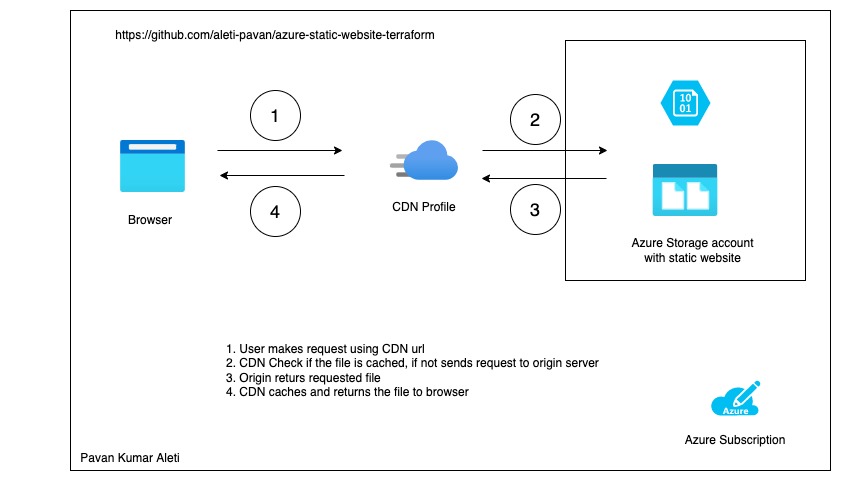 https://github.com/aleti-pavan/azure-static-website-terraform
1
2
10
01
Browser
CDN Profile
4
3
Azure Storage account
with static website
1. User makes request using CDN url
2. CDN Check if the file is cached, if not sends request to origin server
3. Origin returs requested file
4. CDN caches and returns the file to browser
Azure
Azure Subscription
Pavan Kumar Aleti